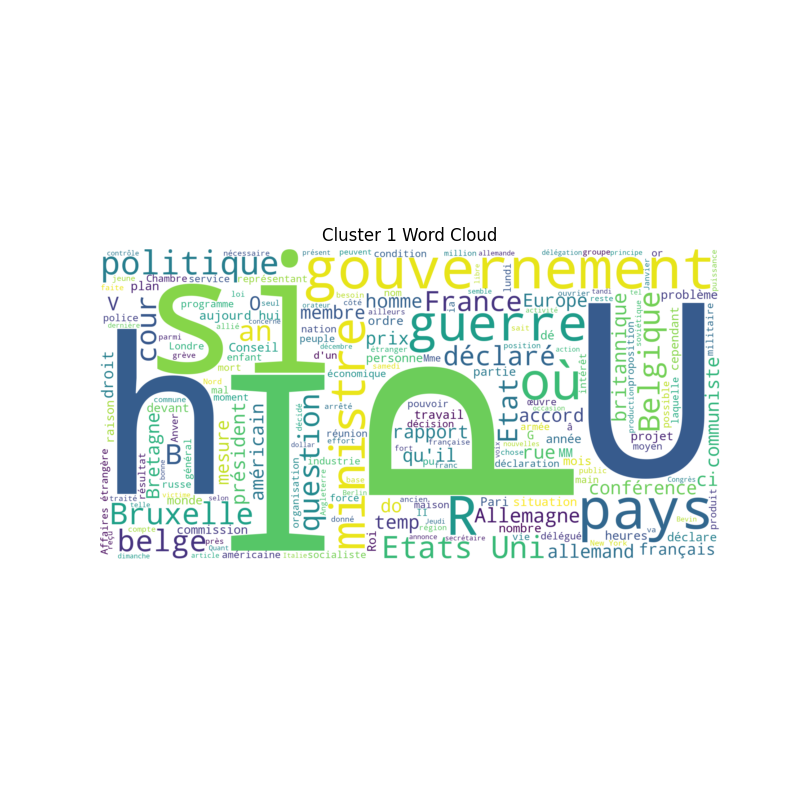 Cluster 1 Word Cloud
contrôle
nécessaire
présent
peuvent
condition
million
allemande
délégation
groupe
principe
or
politique
si
gouvernement
jeune
Chambre
service
représentant
faite
plan
besoin
libre
lundi
Janvier
puissance
V
cour
programme
loi
O
seul
orateur
côté
homme
France
Europe
reste
problème
police
aujourd'hui
membre
ailleurs
la
activité
dernière
allié
concerne
an
nation
ordre
prix
guerre
sait
dé
britannique
Belgique
militaire
parmi
Londre
Conseil
peuple
décembre
étranger
déclaré
position
action
grève
enfant
d'un
personne
Mme
cependant
droit
mort
économique
samedi
partie
où
intérêt
proposition
production
soviétique
tel
possible
laquelle
h
I
P
U
Nord
mal
moment
ministre
pouvoir
œuvre
occasion
commune
devant
arrêté
travail
Etat
accord
communiste
raison
Bretagne
Anver
président
américain
question
décidé
décision
voix
armée
â
projet
général
réunion
rapport
française
G
année
moyen
B
mesure
effort
fort
qu'il
chose
rue
MM
Affaires étrangère
résultat
bonne
russe
industrie
pu
franc
déclaration
mois
traité
victime
selon
monde
organisation
Angleterre
dollar
force
base
Berlin
ancien
maison
main
public
Congrès
ci
telle
compte
donné
do
Il
R
Pari
situation
conférence
produit
Bruxelle
temp
Jeudi
région
Allemagne
nombre
nouvelles
commission
Roi
annonce
secrétaire
vie
délégué
heures
va
Bevin
pays
reçu
belge
près
Quant
Etats Uni
New York
déclare
dimanche
article
américaine
Italie
socialiste
allemand
français
nom
ouvrier
tandi
semble